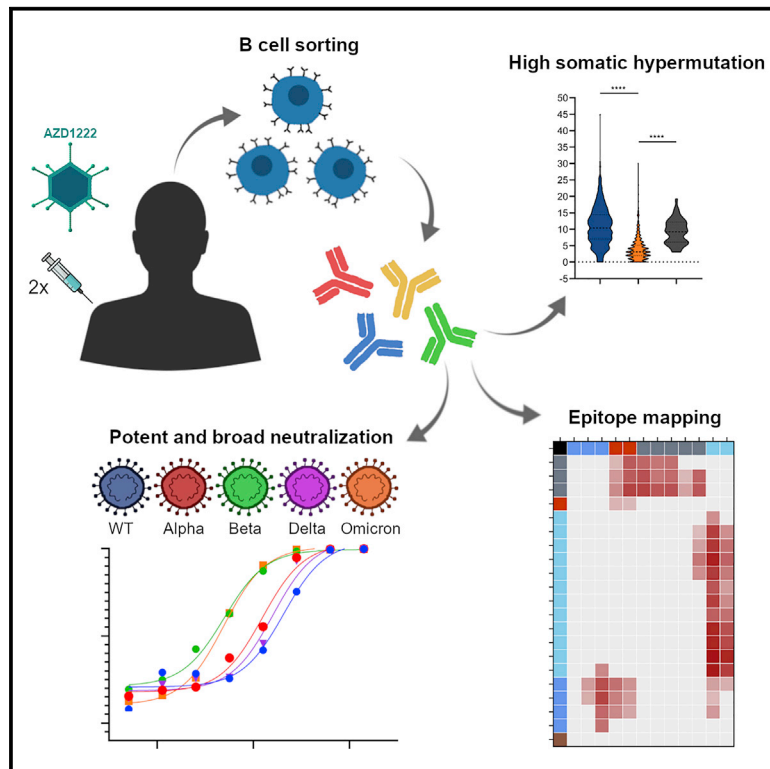 B cell sorting
High somatic hypermutation
AZD1222
2x
****
****
50
45
40
35
30
25
20
15
10
5
0
-5
Potent and broad neutralization
WT Alpha Beta Delta Omicron
Epitope mapping